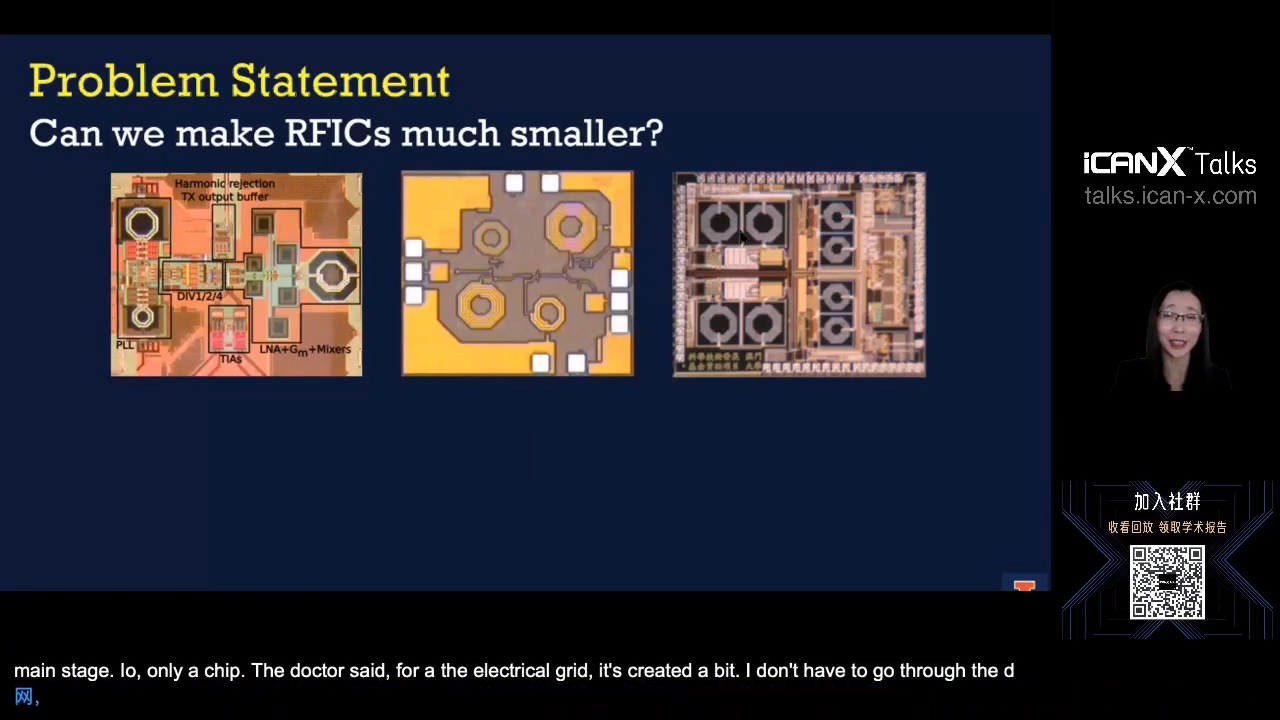 Problem Statement
Can we make RFICs much smaller?
Harmonic rejection
TX output buffer
DIV1/2/4
PLL
TIAs
LNA+Gm+Mixers
iCANX™ Talks
talks.ican-x.com
加入社群
收看回放 领取学术报告
main stage. Io, only a chip. The doctor said, for a the electrical grid, it's created a bit. I don't have to go through the d
网,